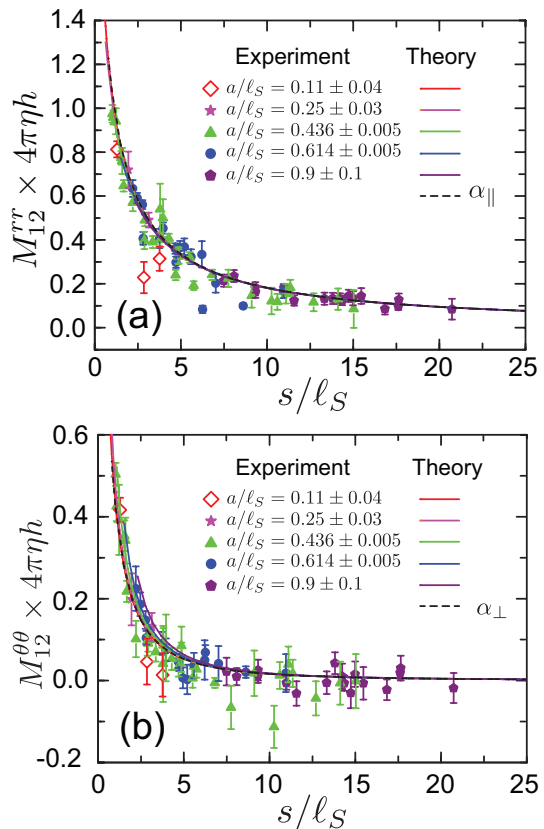 Experiment Theory
a/ℓ_S = 0.11 ± 0.04
a/ℓ_S = 0.25 ± 0.03
a/ℓ_S = 0.436 ± 0.005
a/ℓ_S = 0.614 ± 0.005
a/ℓ_S = 0.9 ± 0.1
α_∥
M_{12}^{rr} × 4πηh
1.4
1.2
1.0
0.8
0.6
0.4
0.2
0.0
(a)
0 5 10 15 20 25
s/ℓ_S
Experiment Theory
a/ℓ_S = 0.11 ± 0.04
a/ℓ_S = 0.25 ± 0.03
a/ℓ_S = 0.436 ± 0.005
a/ℓ_S = 0.614 ± 0.005
a/ℓ_S = 0.9 ± 0.1
α_⊥
M_{12}^{θθ} × 4πηh
0.6
0.4
0.2
0.0
-0.2
(b)
0 5 10 15 20 25
s/ℓ_S